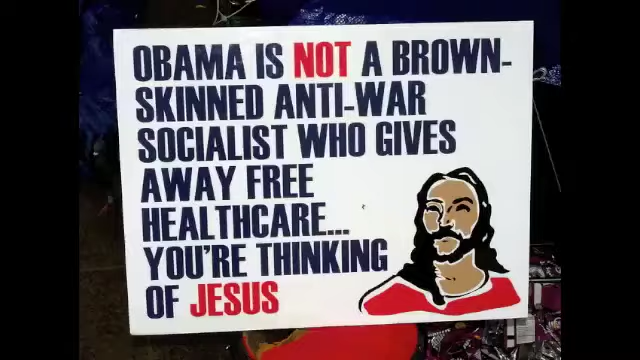 OBAMA IS NOT A BROWN-
SKINNED ANTI-WAR
SOCIALIST WHO GIVES
AWAY FREE
HEALTHCARE...
YOU'RE THINKING
OF JESUS